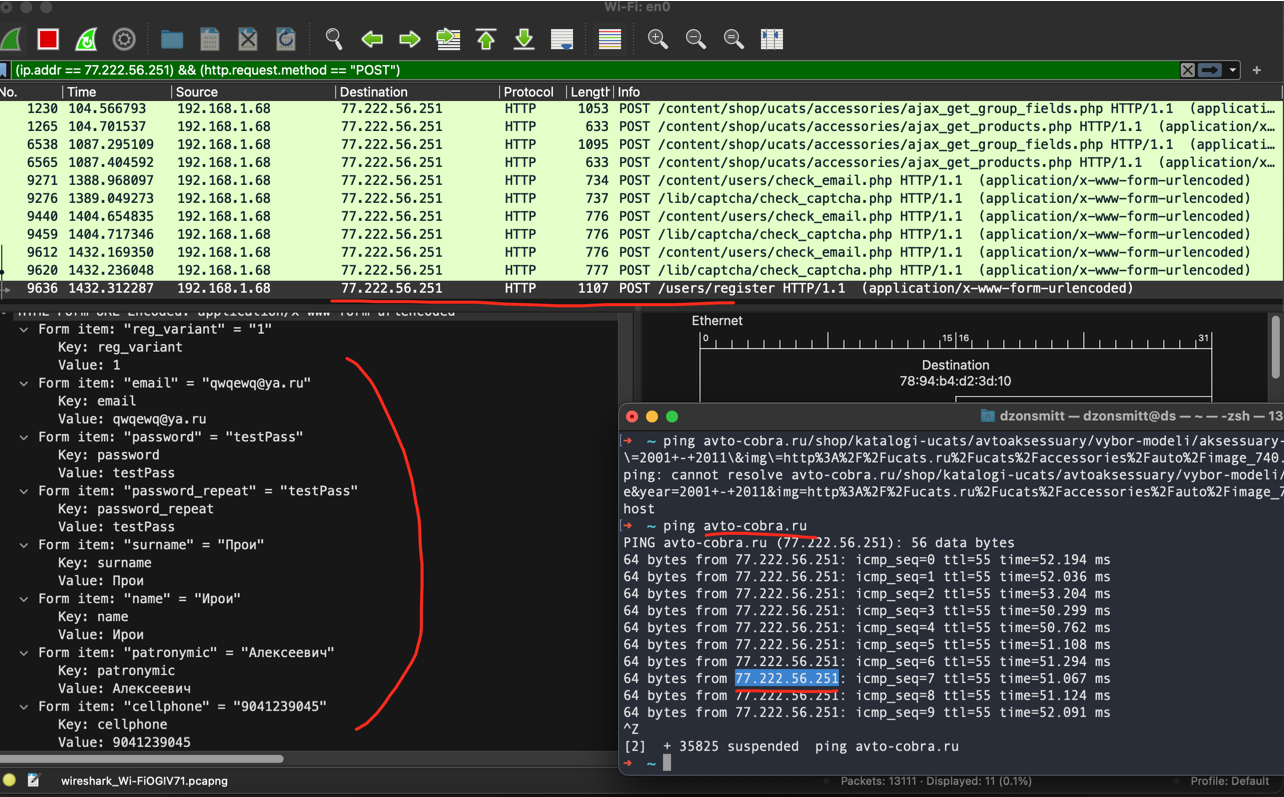 Wi-Fi: en0
(ip.addr == 77.222.56.251) && (http.request.method == "POST")
No. Time Source Destination Protocol Length Info
1230 104.566793 192.168.1.68 77.222.56.251 HTTP 1053 POST /content/shop/ucats/accessories/ajax_get_group_fields.php HTTP/1.1 (applicati…
1265 104.701537 192.168.1.68 77.222.56.251 HTTP 633 POST /content/shop/ucats/accessories/ajax_get_products.php HTTP/1.1 (application/x…
6538 1087.295109 192.168.1.68 77.222.56.251 HTTP 1095 POST /content/shop/ucats/accessories/ajax_get_group_fields.php HTTP/1.1 (applicati…
6565 1087.404592 192.168.1.68 77.222.56.251 HTTP 633 POST /content/shop/ucats/accessories/ajax_get_products.php HTTP/1.1 (application/x…
9271 1388.968097 192.168.1.68 77.222.56.251 HTTP 734 POST /content/users/check_email.php HTTP/1.1 (application/x-www-form-urlencoded)
9276 1389.049273 192.168.1.68 77.222.56.251 HTTP 737 POST /lib/captcha/check_captcha.php HTTP/1.1 (application/x-www-form-urlencoded)
9440 1404.654835 192.168.1.68 77.222.56.251 HTTP 776 POST /content/users/check_email.php HTTP/1.1 (application/x-www-form-urlencoded)
9459 1404.717346 192.168.1.68 77.222.56.251 HTTP 776 POST /lib/captcha/check_captcha.php HTTP/1.1 (application/x-www-form-urlencoded)
9612 1432.169350 192.168.1.68 77.222.56.251 HTTP 776 POST /content/users/check_email.php HTTP/1.1 (application/x-www-form-urlencoded)
9620 1432.236048 192.168.1.68 77.222.56.251 HTTP 777 POST /lib/captcha/check_captcha.php HTTP/1.1 (application/x-www-form-urlencoded)
9636 1432.312287 192.168.1.68 77.222.56.251 HTTP 1107 POST /users/register HTTP/1.1 (application/x-www-form-urlencoded)
HTML Form URL Encoded: application/x-www-form-urlencoded
Form item: "reg_variant" = "1"
Key: reg_variant
Value: 1
Form item: "email" = "qwqewq@ya.ru"
Key: email
Value: qwqewq@ya.ru
Form item: "password" = "testPass"
Key: password
Value: testPass
Form item: "password_repeat" = "testPass"
Key: password_repeat
Value: testPass
Form item: "surname" = "Прои"
Key: surname
Value: Прои
Form item: "name" = "Ирои"
Key: name
Value: Ирои
Form item: "patronymic" = "Алексеевич"
Key: patronymic
Value: Алексеевич
Form item: "cellphone" = "9041239045"
Key: cellphone
Value: 9041239045
Ethernet
0 15 16 31
Destination
78:94:b4:d2:3d:10
dzonsmitt — dzonsmitt@ds — ~ — -zsh — 13
~ ping avto-cobra.ru/shop/katalogi-ucats/avtoaksessuary/vybor-modeli/aksessuary-
\=2001+-+2011\&img\=http%3A%2F%2Fucats.ru%2Fucats%2Faccessories%2Fauto%2Fimage_740.
ping: cannot resolve avto-cobra.ru/shop/katalogi-ucats/avtoaksessuary/vybor-modeli/
e&year=2001+-+2011&img=http%3A%2F%2Fucats.ru%2Fucats%2Faccessories%2Fauto%2Fimage_7
host
~ ping avto-cobra.ru
PING avto-cobra.ru (77.222.56.251): 56 data bytes
64 bytes from 77.222.56.251: icmp_seq=0 ttl=55 time=52.194 ms
64 bytes from 77.222.56.251: icmp_seq=1 ttl=55 time=52.036 ms
64 bytes from 77.222.56.251: icmp_seq=2 ttl=55 time=53.204 ms
64 bytes from 77.222.56.251: icmp_seq=3 ttl=55 time=50.299 ms
64 bytes from 77.222.56.251: icmp_seq=4 ttl=55 time=50.762 ms
64 bytes from 77.222.56.251: icmp_seq=5 ttl=55 time=51.108 ms
64 bytes from 77.222.56.251: icmp_seq=6 ttl=55 time=51.294 ms
64 bytes from 77.222.56.251: icmp_seq=7 ttl=55 time=51.067 ms
64 bytes from 77.222.56.251: icmp_seq=8 ttl=55 time=51.124 ms
64 bytes from 77.222.56.251: icmp_seq=9 ttl=55 time=52.091 ms
^Z
[2] + 35825 suspended ping avto-cobra.ru
~
wireshark_Wi-FiOGIV71.pcapng
Packets: 13111 · Displayed: 11 (0.1%)
Profile: Default